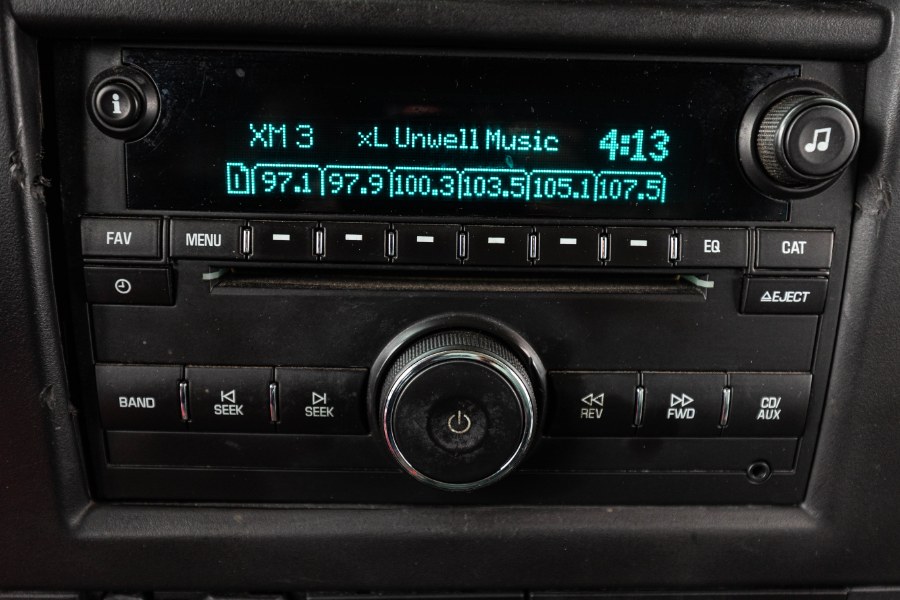 i
XM 3 xL Unwell Music 4:13
97.1 97.9 100.3 103.5 105.1 107.5
FAV MENU EQ CAT
EJECT
BAND SEEK SEEK REV FWD CD/
AUX